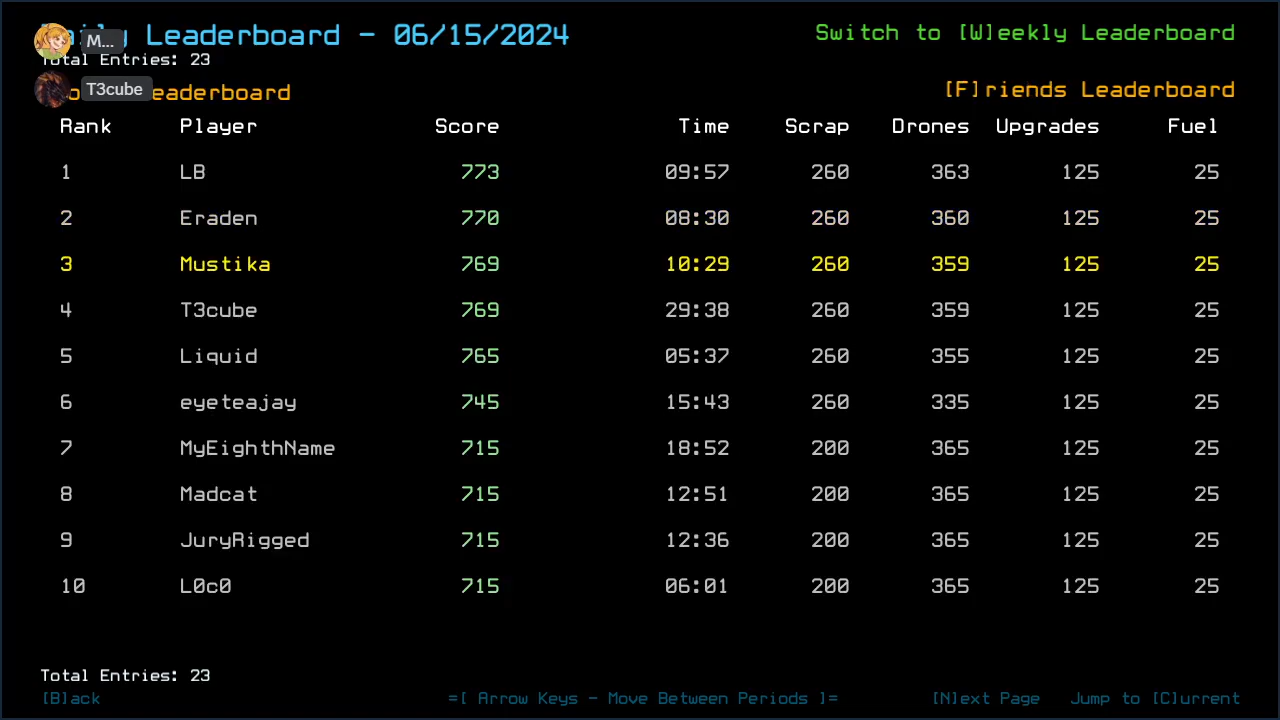 Leaderboard - 06/15/2024
Switch to [W]eekly Leaderboard
M...
Total Entries: 23
T3cube
eaderboard
[F]riends Leaderboard
Rank Player Score Time Scrap Drones Upgrades Fuel
1 LB 773 09:57 260 363 125 25
2 Eraden 770 08:30 260 360 125 25
3 Mustika 769 10:29 260 359 125 25
4 T3cube 769 29:38 260 359 125 25
5 Liquid 765 05:37 260 355 125 25
6 eyeteajay 745 15:43 260 335 125 25
7 MyEighthName 715 18:52 200 365 125 25
8 Madcat 715 12:51 200 365 125 25
9 JuryRigged 715 12:36 200 365 125 25
10 L0c0 715 06:01 200 365 125 25
Total Entries: 23
[B]ack =[ Arrow Keys - Move Between Periods ]= [N]ext Page Jump to [C]urrent